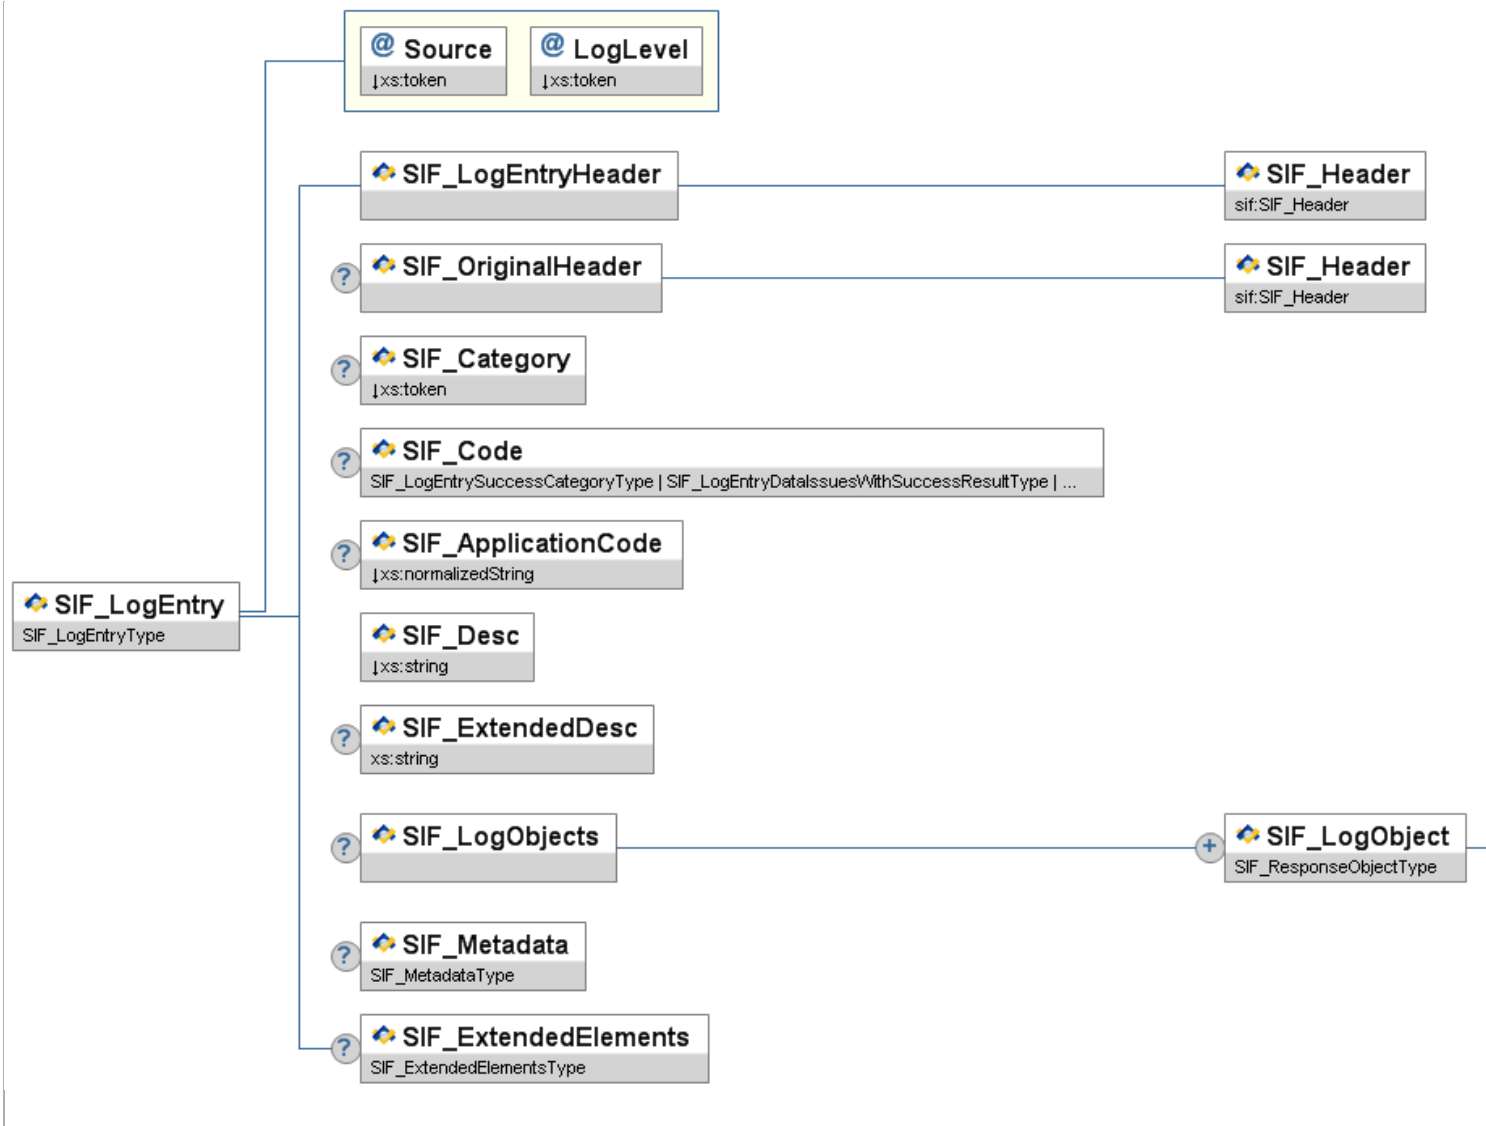 @ Source
↓xs:token
@ LogLevel
↓xs:token
SIF_LogEntryHeader
SIF_Header
sif:SIF_Header
? SIF_OriginalHeader
SIF_Header
sif:SIF_Header
? SIF_Category
↓xs:token
? SIF_Code
SIF_LogEntrySuccessCategoryType | SIF_LogEntryDataIssuesWithSuccessResultType | ...
? SIF_ApplicationCode
↓xs:normalizedString
SIF_LogEntry
SIF_LogEntryType
SIF_Desc
↓xs:string
? SIF_ExtendedDesc
xs:string
? SIF_LogObjects
+ SIF_LogObject
SIF_ResponseObjectType
? SIF_Metadata
SIF_MetadataType
? SIF_ExtendedElements
SIF_ExtendedElementsType